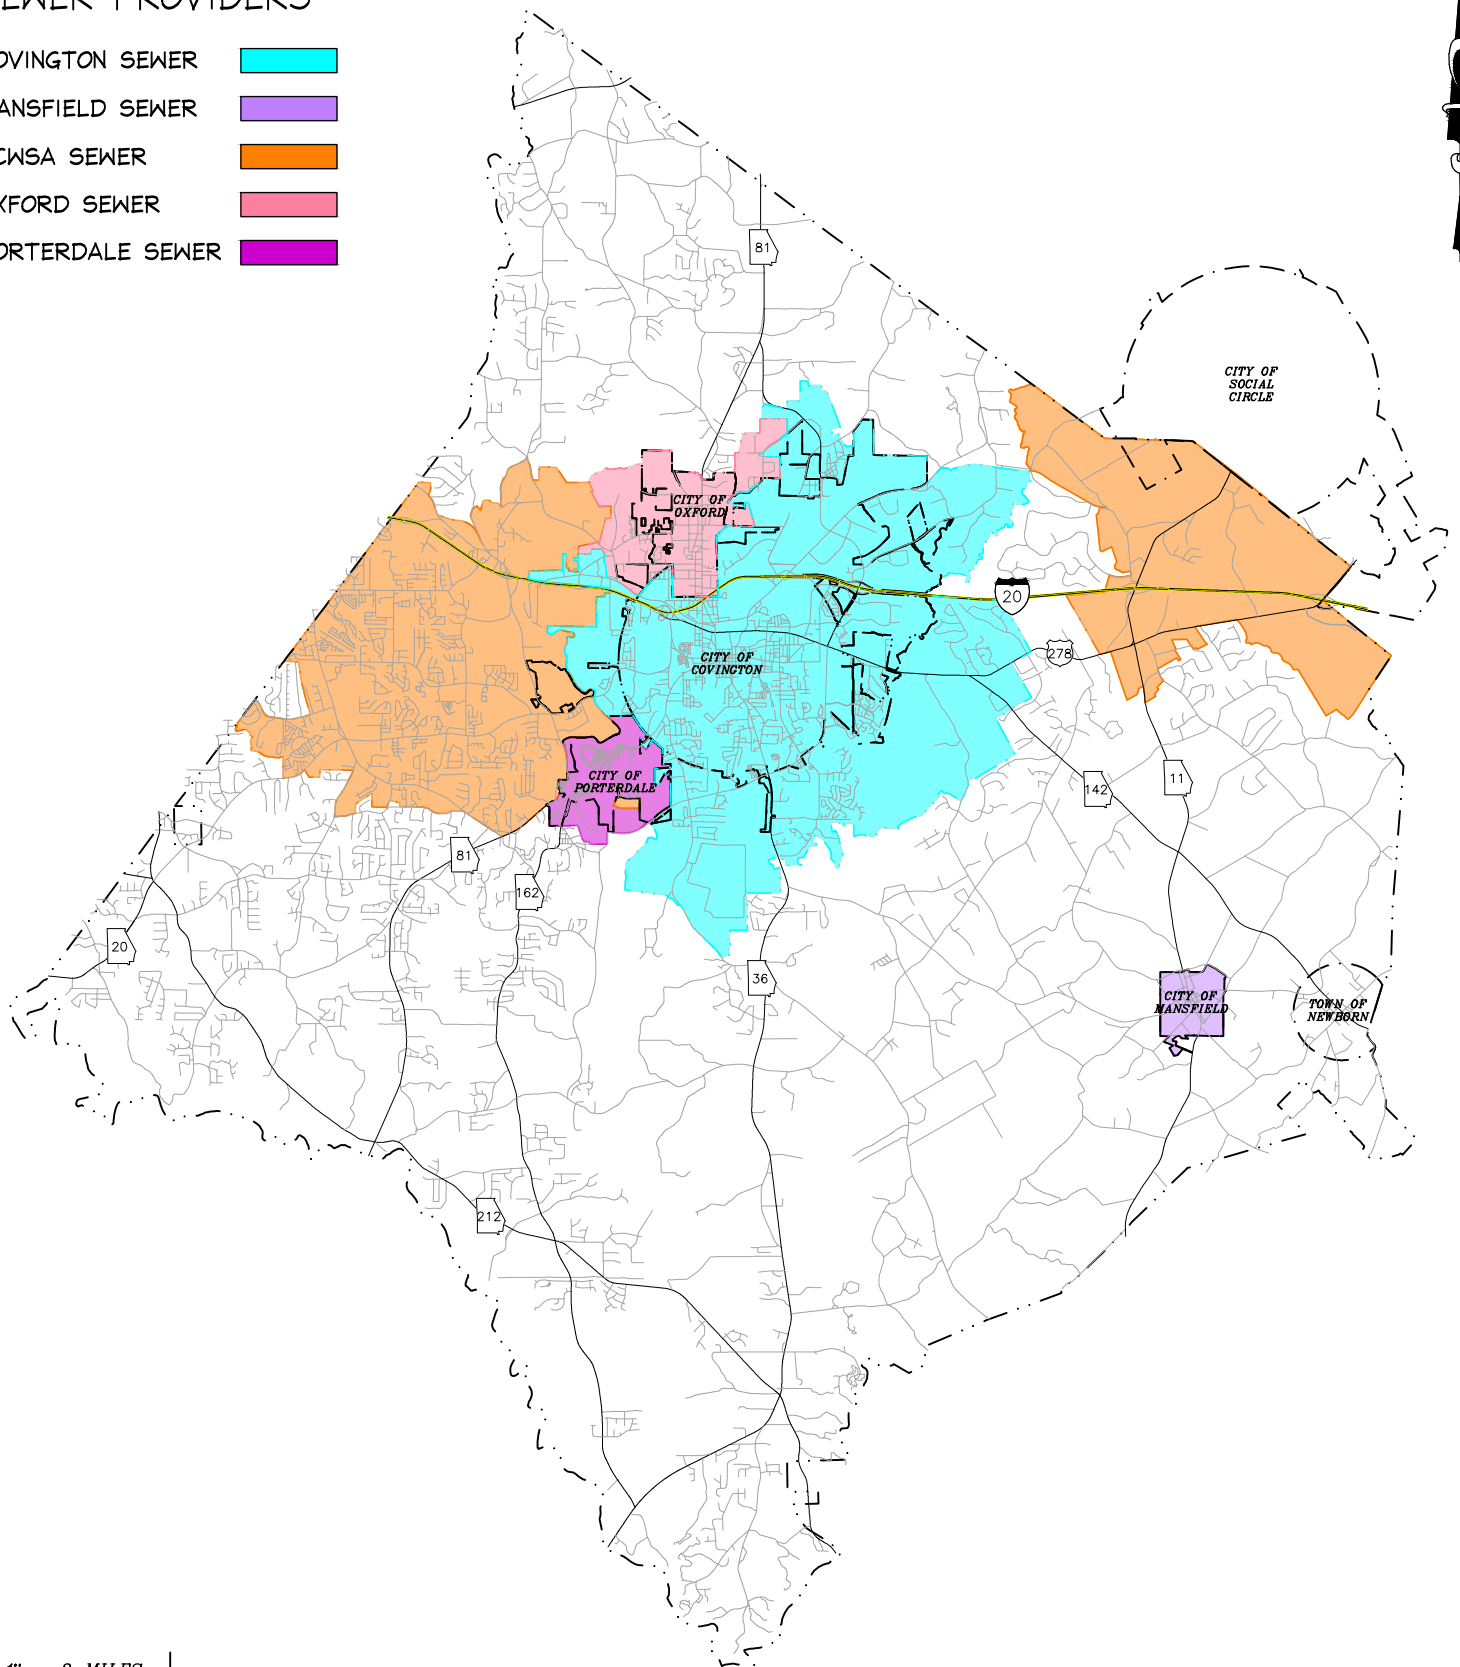 SEWER PROVIDERS
OVINGTON SEWER
ANSFIELD SEWER
CWSA SEWER
XFORD SEWER
ORTERDALE SEWER
81
CITY OF
SOCIAL
CIRCLE
CITY OF
OXFORD
20
278
CITY OF
COVINGTON
CITY OF
PORTERDALE
142
11
81
162
20
36
CITY OF
MANSFIELD
TOWN OF
NEWBORN
212
MILES